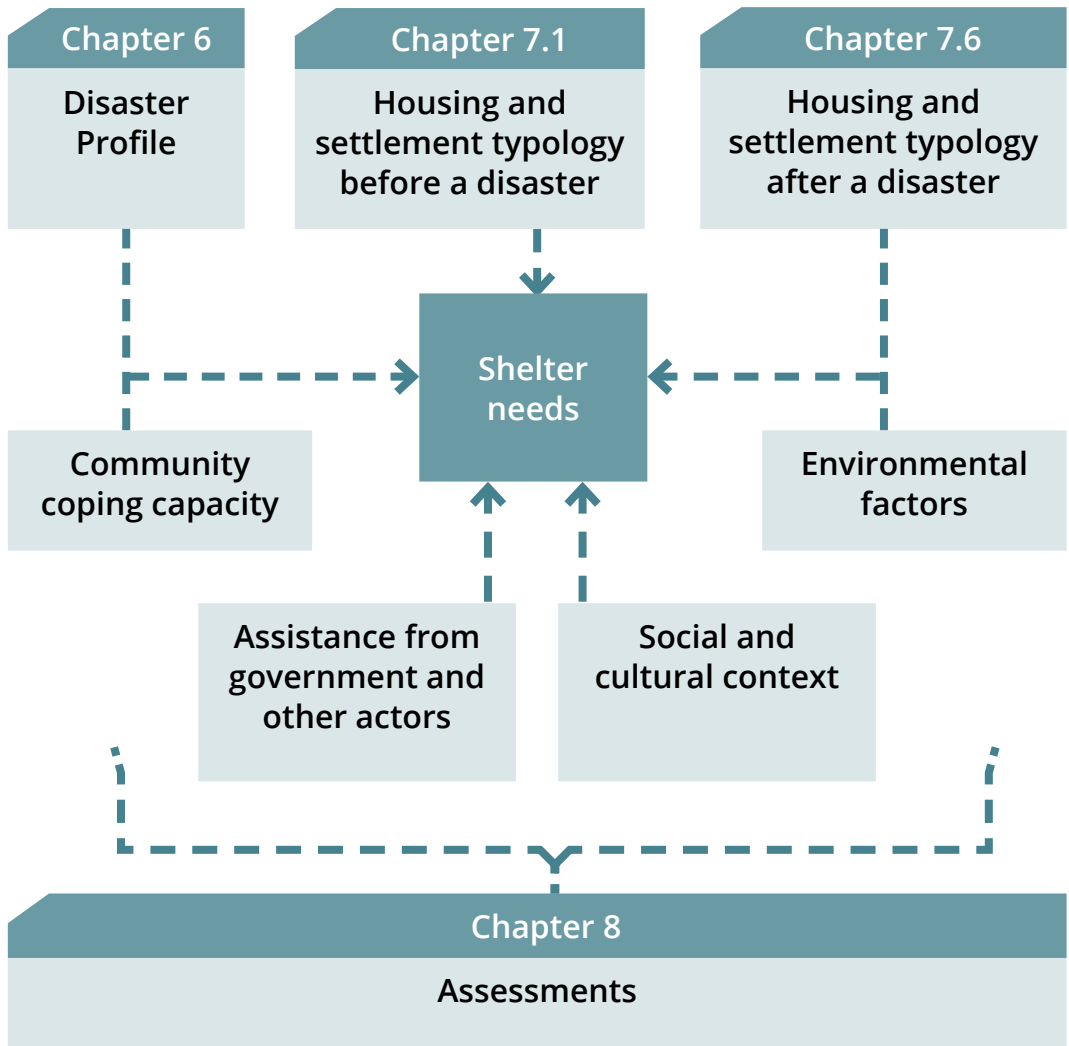 Chapter 6
Disaster
Profile
Chapter 7.1
Housing and
settlement typology
before a disaster
Chapter 7.6
Housing and
settlement typology
after a disaster
Shelter
needs
Community
coping capacity
Environmental
factors
Assistance from
government and
other actors
Social and
cultural context
Chapter 8
Assessments